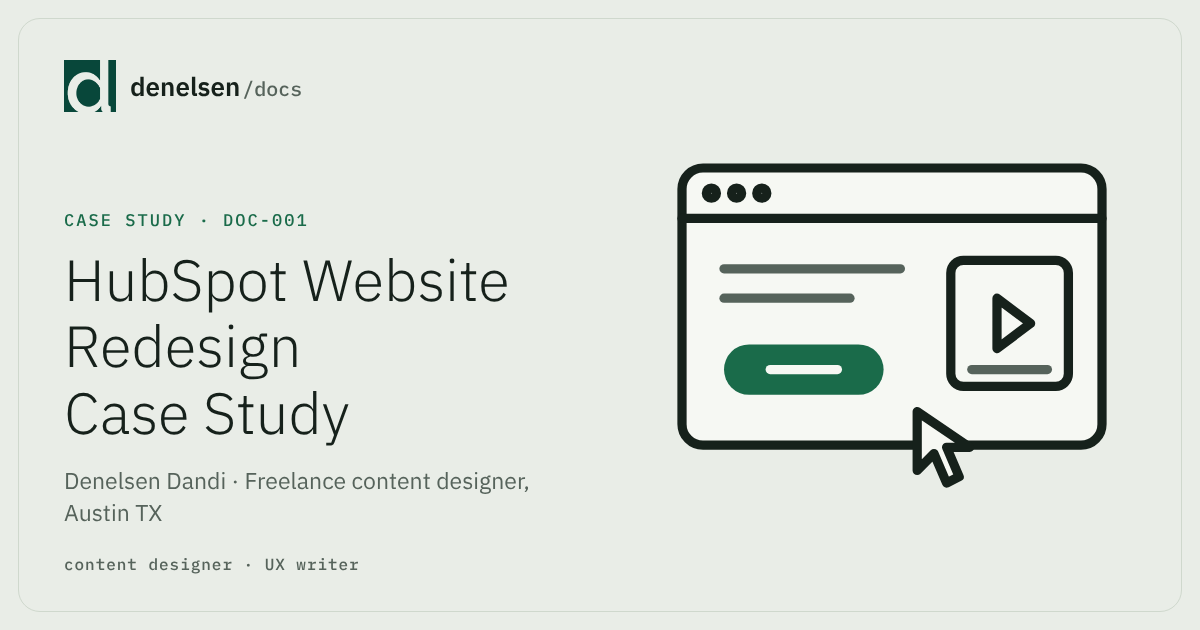 d denelsen/docs
CASE STUDY · DOC-001
HubSpot Website
Redesign
Case Study
Denelsen Dandi · Freelance content designer,
Austin TX
content designer · UX writer